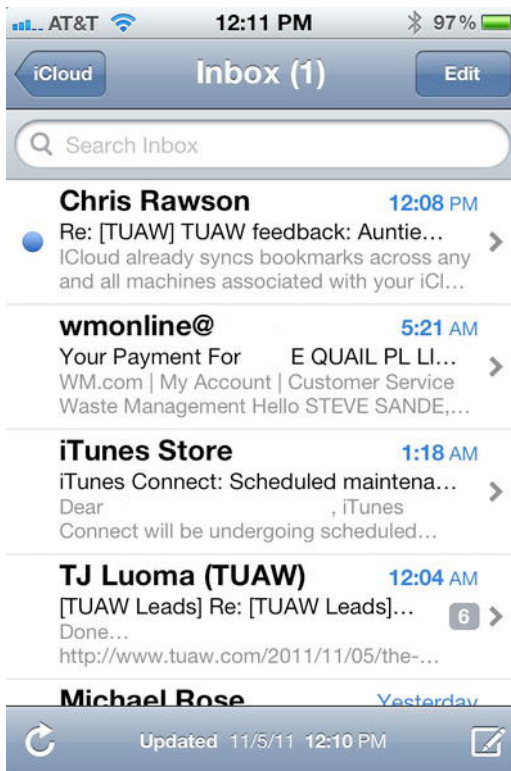 AT&T 12:11 PM 97%
iCloud Inbox (1) Edit
Search Inbox
Chris Rawson 12:08 PM
Re: [TUAW] TUAW feedback: Auntie…
ICloud already syncs bookmarks across any
and all machines associated with your iCl…
wmonline@ 5:21 AM
Your Payment For E QUAIL PL LI…
WM.com | My Account | Customer Service
Waste Management Hello STEVE SANDE,…
iTunes Store 1:18 AM
iTunes Connect: Scheduled maintena…
Dear , iTunes
Connect will be undergoing scheduled…
TJ Luoma (TUAW) 12:04 AM
[TUAW Leads] Re: [TUAW Leads]… 6
Done…
http://www.tuaw.com/2011/11/05/the-…
Michael Rose Yesterday
Updated 11/5/11 12:10 PM